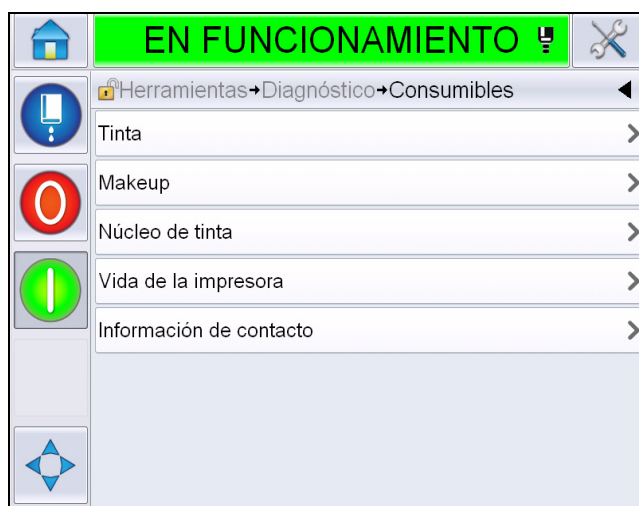 EN FUNCIONAMIENTO
Herramientas→Diagnóstico→Consumibles
Tinta
Makeup
Núcleo de tinta
Vida de la impresora
Información de contacto